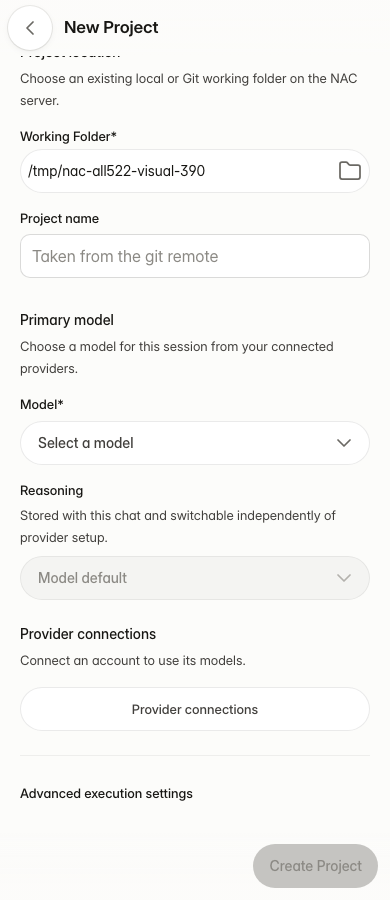 New Project
Project location
Choose an existing local or Git working folder on the NAC
server.
Working Folder*
/tmp/nac-all522-visual-390
Project name
Taken from the git remote
Primary model
Choose a model for this session from your connected
providers.
Model*
Select a model
Reasoning
Stored with this chat and switchable independently of
provider setup.
Model default
Provider connections
Connect an account to use its models.
Provider connections
Advanced execution settings
Create Project